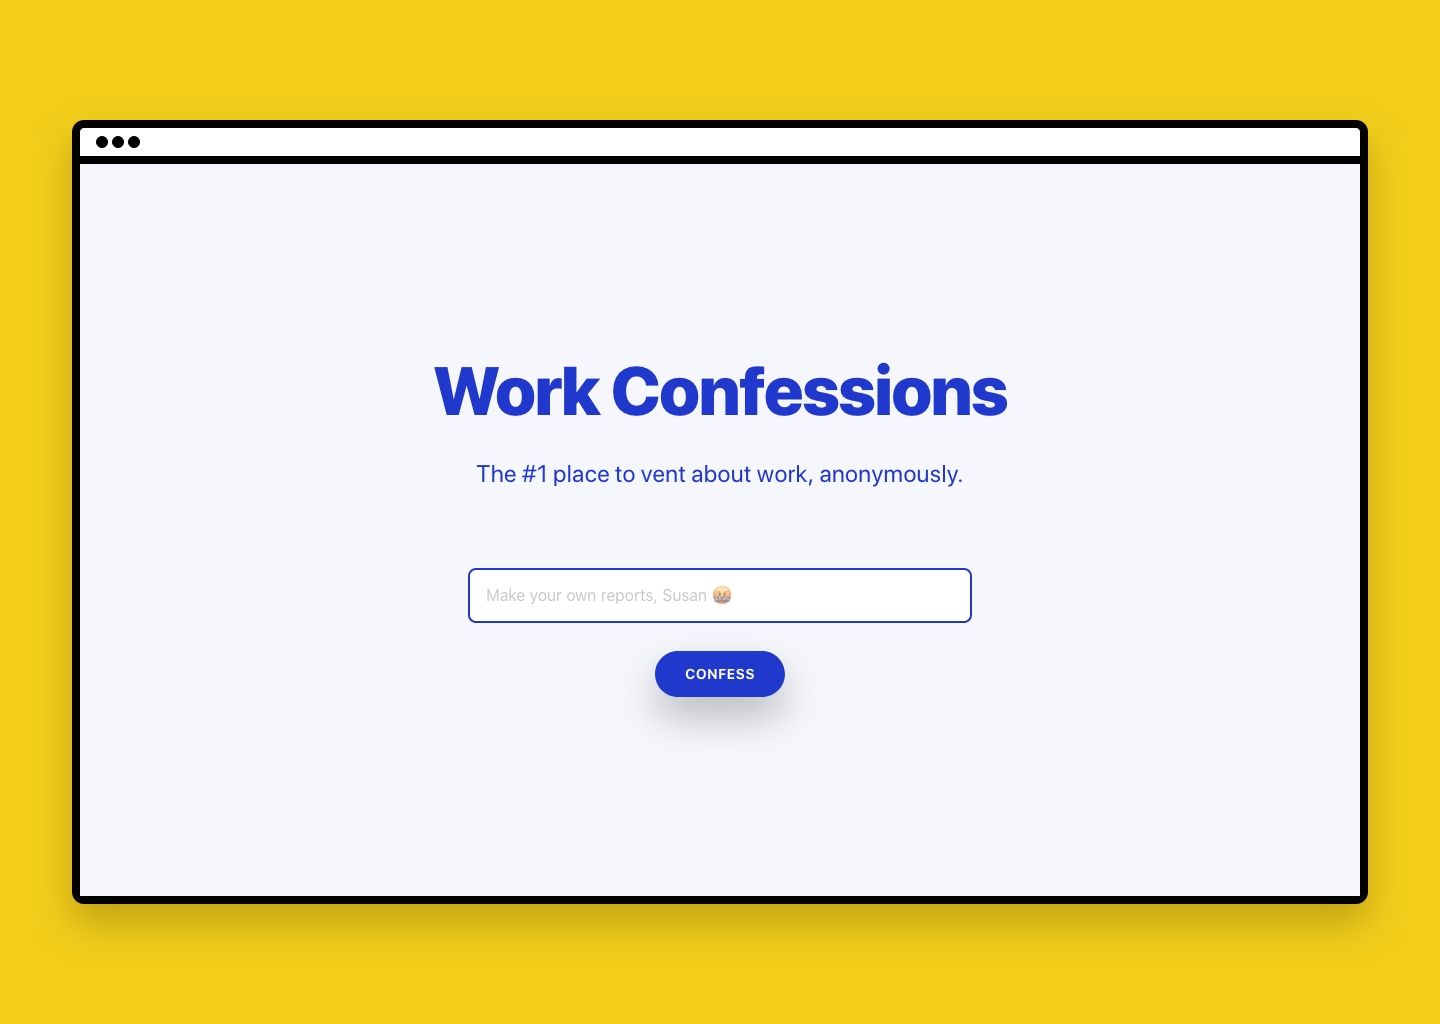 Work Confessions
The #1 place to vent about work, anonymously.
Make your own reports, Susan 🤬
CONFESS